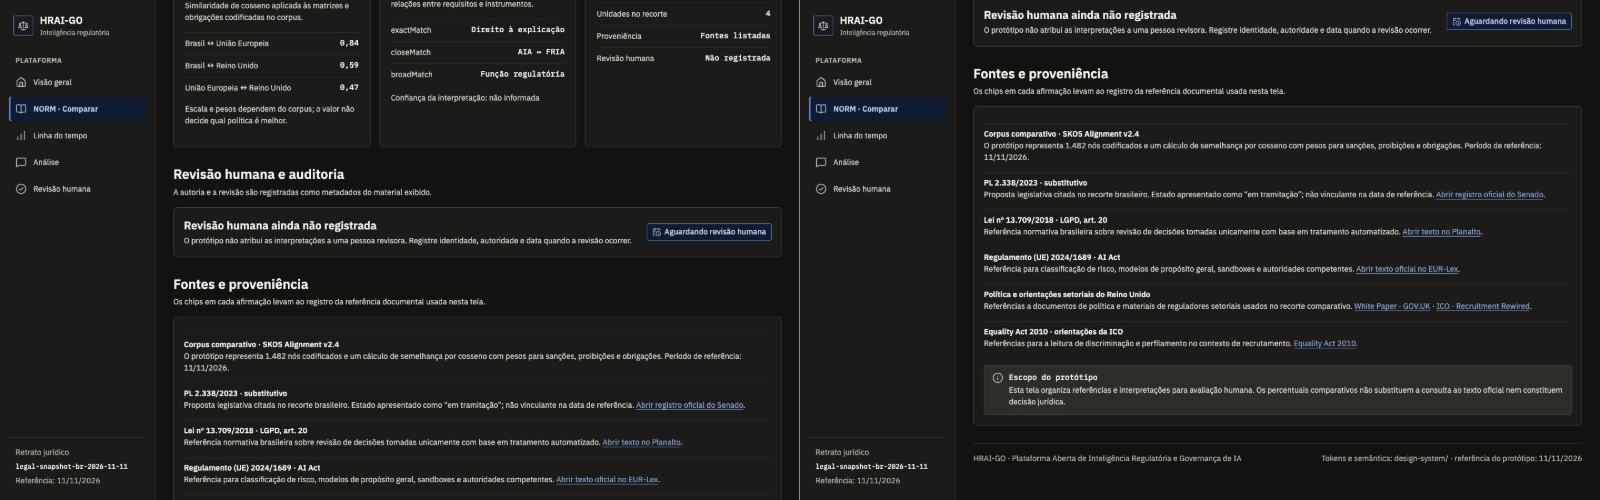 HRAI-GO
Inteligência regulatória
PLATAFORMA
Visão geral
NORM · Comparar
Linha do tempo
Análise
Revisão humana
Retrato jurídico
legal-snapshot-br-2026-11-11
Referência: 11/11/2026
Similaridade de cosseno aplicada às matrizes e
obrigações codificadas no corpus.
Brasil ↔ União Europeia 0,84
Brasil ↔ Reino Unido 0,59
União Europeia ↔ Reino Unido 0,47
Escala e pesos dependem do corpus; o valor não
decide qual política é melhor.
relações entre requisitos e instrumentos.
exactMatch Direito à explicação
closeMatch AIA ↔ FRIA
broadMatch Função regulatória
Confiança da interpretação: não informada
Unidades no recorte 4
Proveniência Fontes listadas
Revisão humana Não registrada
Revisão humana e auditoria
A autoria e a revisão são registradas como metadados do material exibido.
Revisão humana ainda não registrada
O protótipo não atribui as interpretações a uma pessoa revisora. Registre identidade, autoridade e data quando a revisão ocorrer.
Aguardando revisão humana
Fontes e proveniência
Os chips em cada afirmação levam ao registro da referência documental usada nesta tela.
Corpus comparativo · SKOS Alignment v2.4
O protótipo representa 1.482 nós codificados e um cálculo de semelhança por cosseno com pesos para sanções, proibições e obrigações. Período de referência:
11/11/2026.
PL 2.338/2023 · substitutivo
Proposta legislativa citada no recorte brasileiro. Estado apresentado como "em tramitação"; não vinculante na data de referência. Abrir registro oficial do Senado.
Lei nº 13.709/2018 · LGPD, art. 20
Referência normativa brasileira sobre revisão de decisões tomadas unicamente com base em tratamento automatizado. Abrir texto no Planalto.
Regulamento (UE) 2024/1689 · AI Act
Referência para classificação de risco, modelos de propósito geral, sandboxes e autoridades competentes. Abrir texto oficial no EUR-Lex.
HRAI-GO
Inteligência regulatória
PLATAFORMA
Visão geral
NORM · Comparar
Linha do tempo
Análise
Revisão humana
Retrato jurídico
legal-snapshot-br-2026-11-11
Referência: 11/11/2026
Revisão humana ainda não registrada
O protótipo não atribui as interpretações a uma pessoa revisora. Registre identidade, autoridade e data quando a revisão ocorrer.
Aguardando revisão humana
Fontes e proveniência
Os chips em cada afirmação levam ao registro da referência documental usada nesta tela.
Corpus comparativo · SKOS Alignment v2.4
O protótipo representa 1.482 nós codificados e um cálculo de semelhança por cosseno com pesos para sanções, proibições e obrigações. Período de referência:
11/11/2026.
PL 2.338/2023 · substitutivo
Proposta legislativa citada no recorte brasileiro. Estado apresentado como "em tramitação"; não vinculante na data de referência. Abrir registro oficial do Senado.
Lei nº 13.709/2018 · LGPD, art. 20
Referência normativa brasileira sobre revisão de decisões tomadas unicamente com base em tratamento automatizado. Abrir texto no Planalto.
Regulamento (UE) 2024/1689 · AI Act
Referência para classificação de risco, modelos de propósito geral, sandboxes e autoridades competentes. Abrir texto oficial no EUR-Lex.
Política e orientações setoriais do Reino Unido
Referências a documentos de política e materiais de reguladores setoriais usados no recorte comparativo. White Paper · GOV.UK · ICO · Recruitment Rewired.
Equality Act 2010 · orientações da ICO
Referências para a leitura de discriminação e perfilamento no contexto de recrutamento. Equality Act 2010.
Escopo do protótipo
Esta tela organiza referências e interpretações para avaliação humana. Os percentuais comparativos não substituem a consulta ao texto oficial nem constituem
decisão jurídica.
HRAI-GO · Plataforma Aberta de Inteligência Regulatória e Governança de IA
Tokens e semântica: design-system/ · referência do protótipo: 11/11/2026